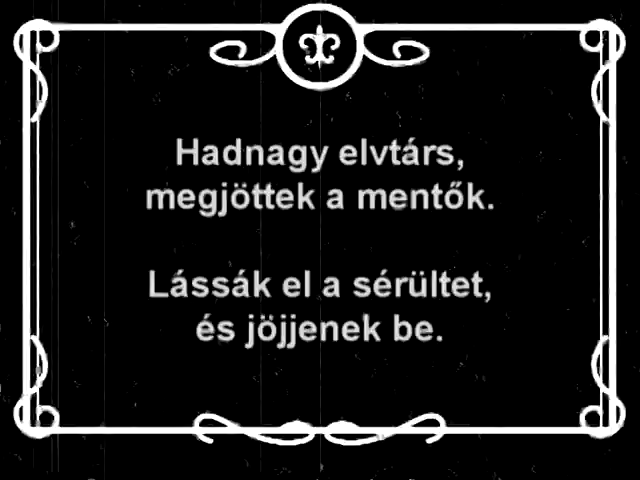 Hadnagy elvtárs,
megjöttek a mentők.
Lássák el a sérültet,
és jöjjenek be.